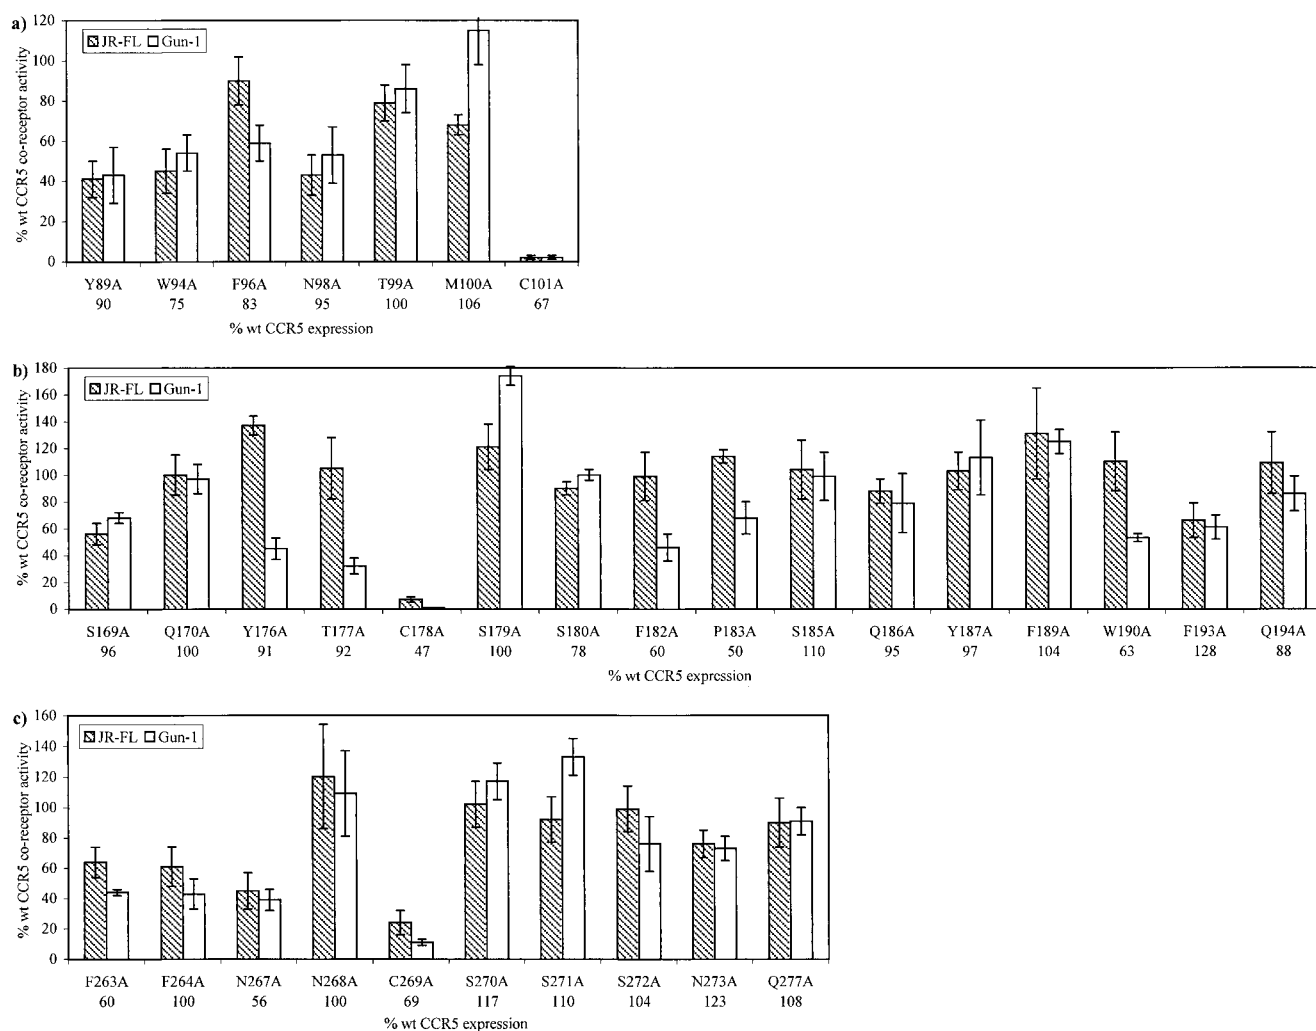 a)
% wt CCR5 co-receptor activity
120
100
80
60
40
20
0
JR-FL Gun-1
Y89A W94A F96A N98A T99A M100A C101A
90 75 83 95 100 106 67
% wt CCR5 expression
b)
% wt CCR5 co-receptor activity
180
160
140
120
100
80
60
40
20
0
JR-FL Gun-1
S169A Q170A Y176A T177A C178A S179A S180A F182A P183A S185A Q186A Y187A F189A W190A F193A Q194A
96 100 91 92 47 100 78 60 50 110 95 97 104 63 128 88
% wt CCR5 expression
c)
% wt CCR5 co-receptor activity
160
140
120
100
80
60
40
20
0
JR-FL Gun-1
F263A F264A N267A N268A C269A S270A S271A S272A N273A Q277A
60 100 56 100 69 117 110 104 123 108
% wt CCR5 expression